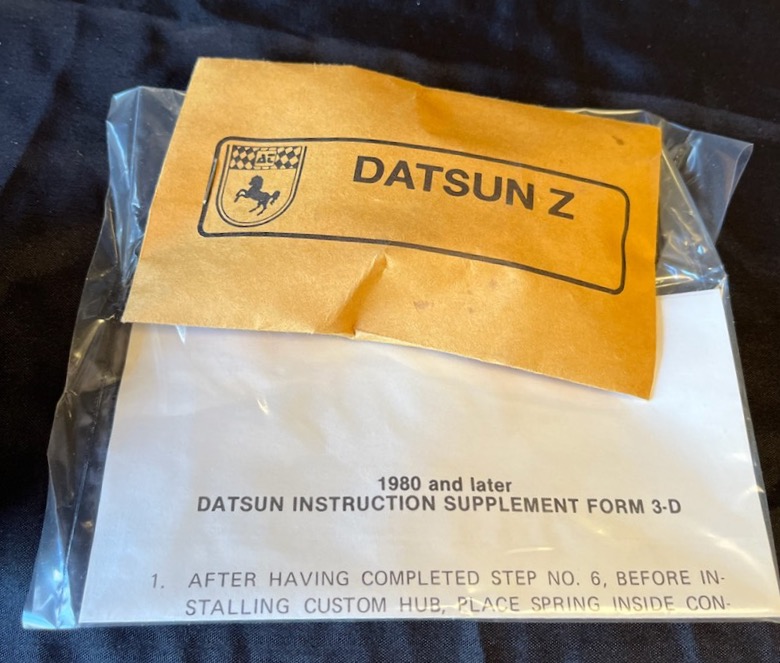 AT
DATSUN Z
1980 and later
DATSUN INSTRUCTION SUPPLEMENT FORM 3-D
1. AFTER HAVING COMPLETED STEP NO. 6, BEFORE IN-
STALLING CUSTOM HUB, PLACE SPRING INSIDE CON-